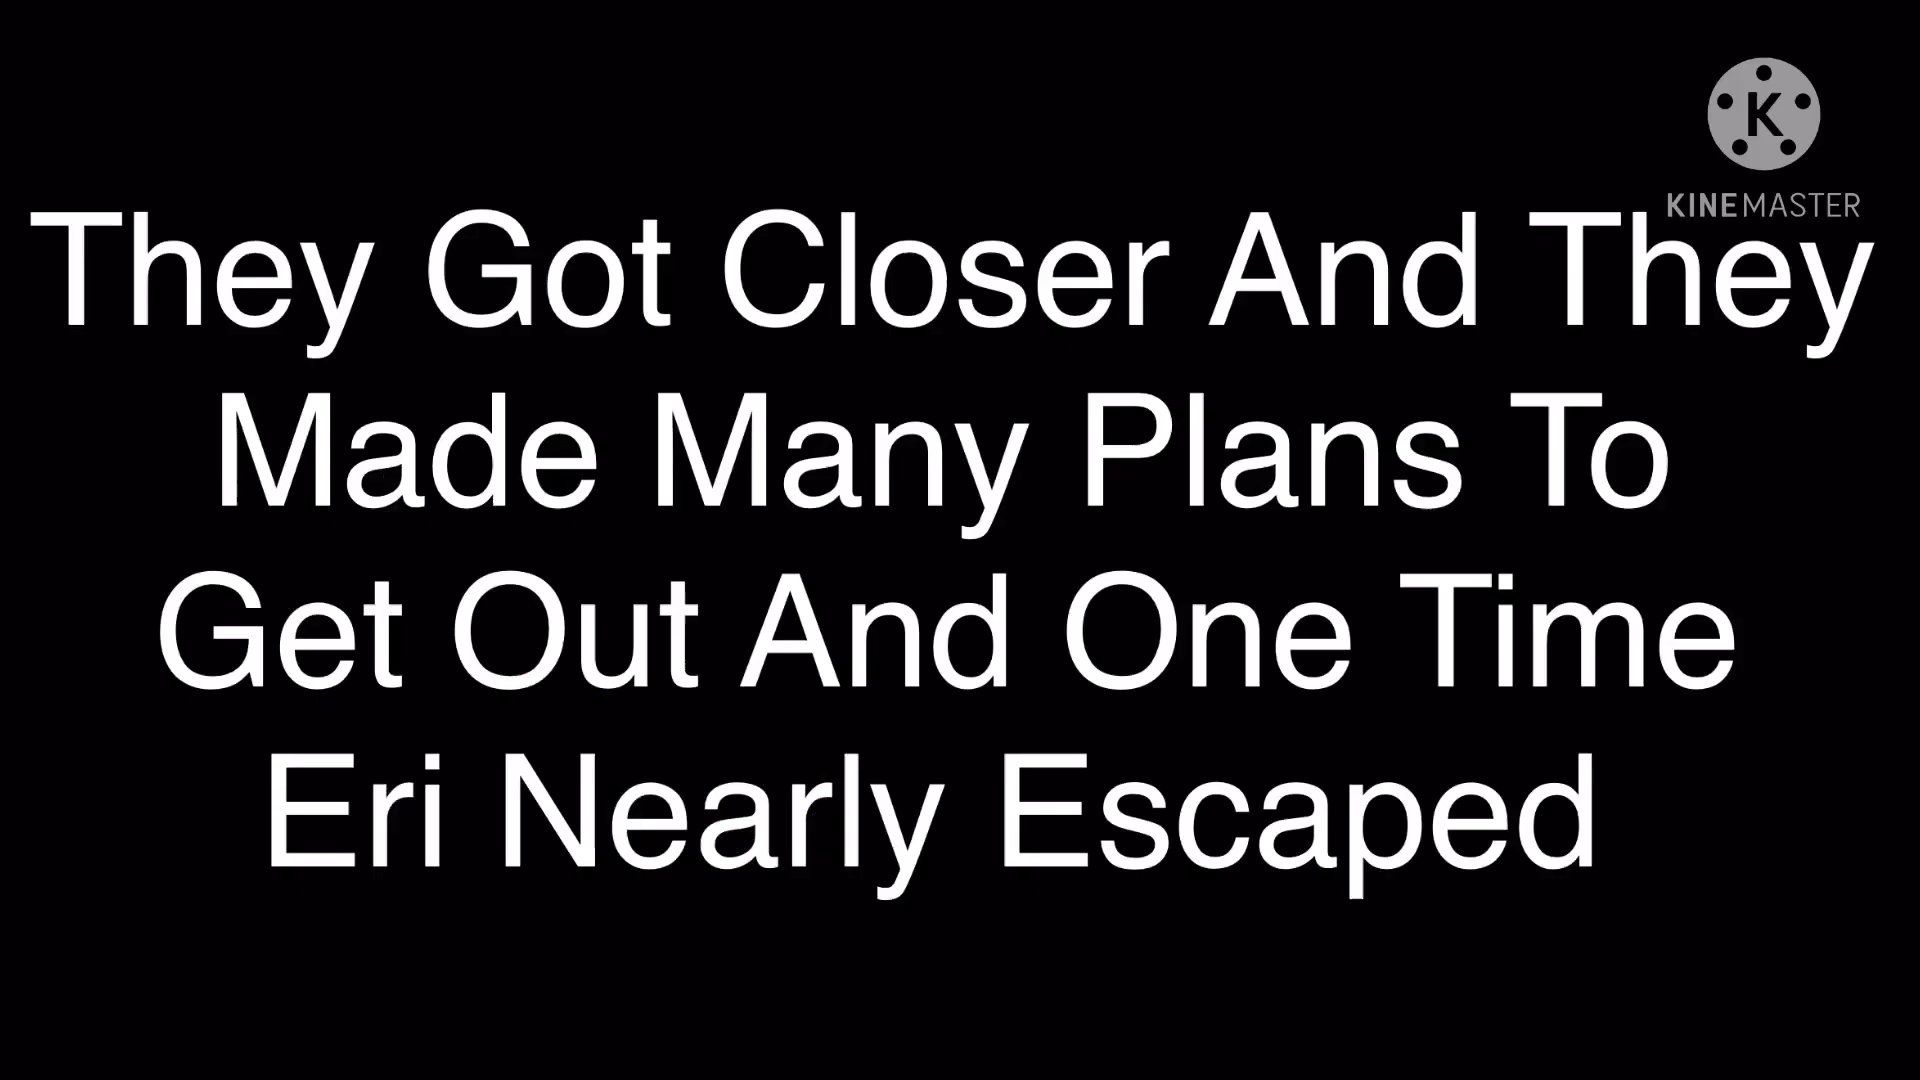 K
KINEMASTER
They Got Closer And They
Made Many Plans To
Get Out And One Time
Eri Nearly Escaped